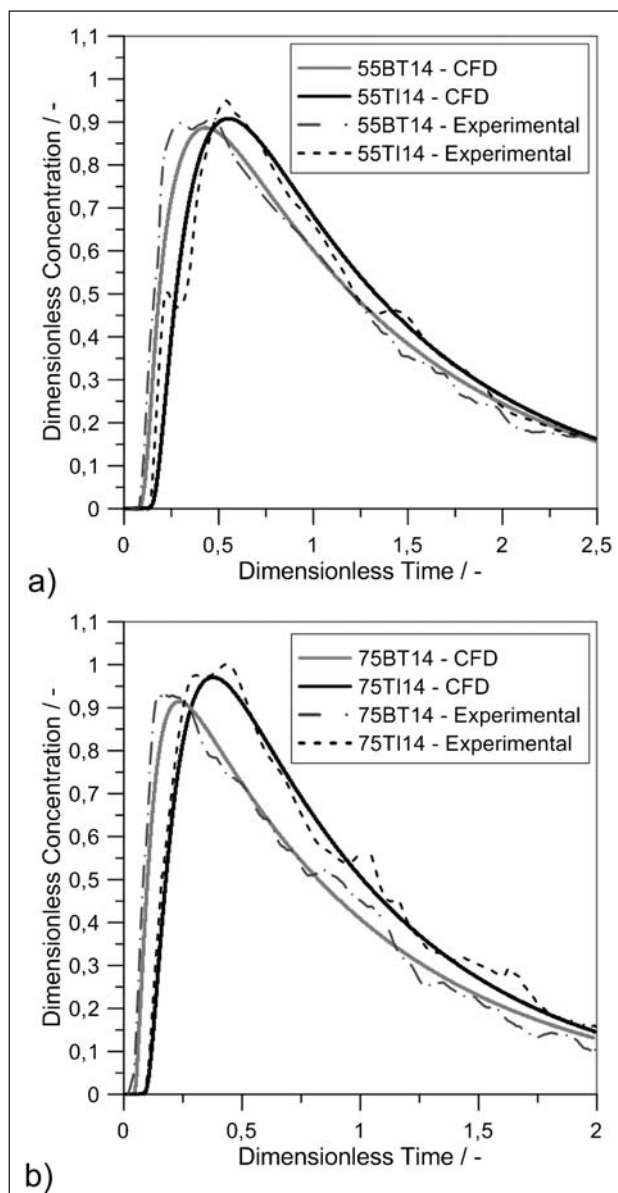 1,1
1
0,9
0,8
0,7
0,6
0,5
0,4
0,3
0,2
0,1
0
Dimensionless Concentration / -
55BT14 - CFD
55TI14 - CFD
55BT14 - Experimental
55TI14 - Experimental
0 0,5 1 1,5 2 2,5
Dimensionless Time / -
a)
1,1
1
0,9
0,8
0,7
0,6
0,5
0,4
0,3
0,2
0,1
0
Dimensionless Concentration / -
75BT14 - CFD
75TI14 - CFD
75BT14 - Experimental
75TI14 - Experimental
0 0,5 1 1,5 2
Dimensionless Time / -
b)